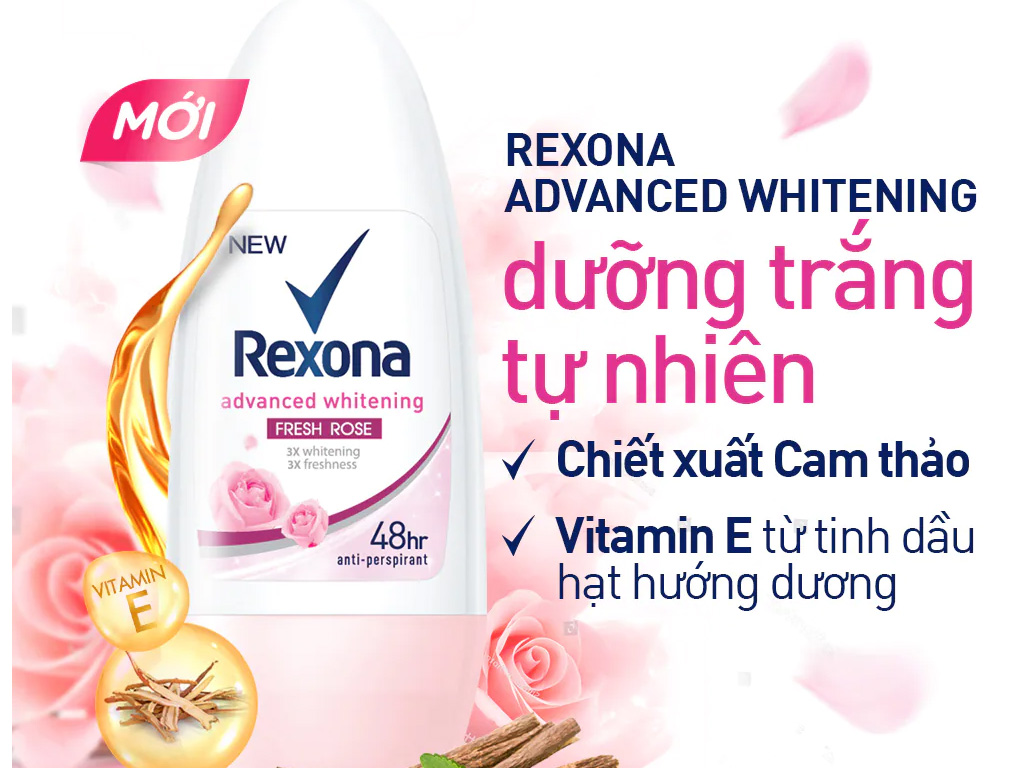 MỚI
NEW
Rexona
advanced whitening
FRESH ROSE
3X whitening
3X freshness
48hr
anti-perspirant
VITAMIN
E
REXONA
ADVANCED WHITENING
dưỡng trắng
tự nhiên
Chiết xuất Cam thảo
Vitamin E từ tinh dầu
hạt hướng dương